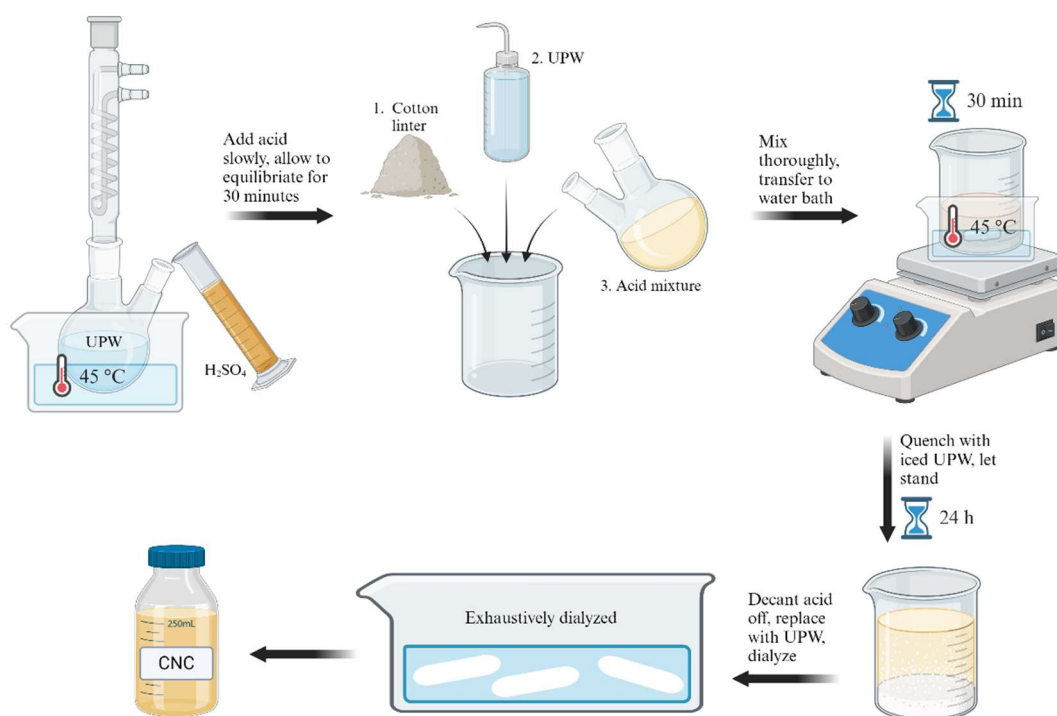 UPW
45 °C
H₂SO₄
Add acid
slowly, allow to
equilibriate for
30 minutes
1. Cotton
linter
2. UPW
3. Acid mixture
Mix
thoroughly,
transfer to
water bath
30 min
45 °C
Quench with
iced UPW, let
stand
24 h
Decant acid
off, replace
with UPW,
dialyze
Exhaustively dialyzed
250mL
CNC